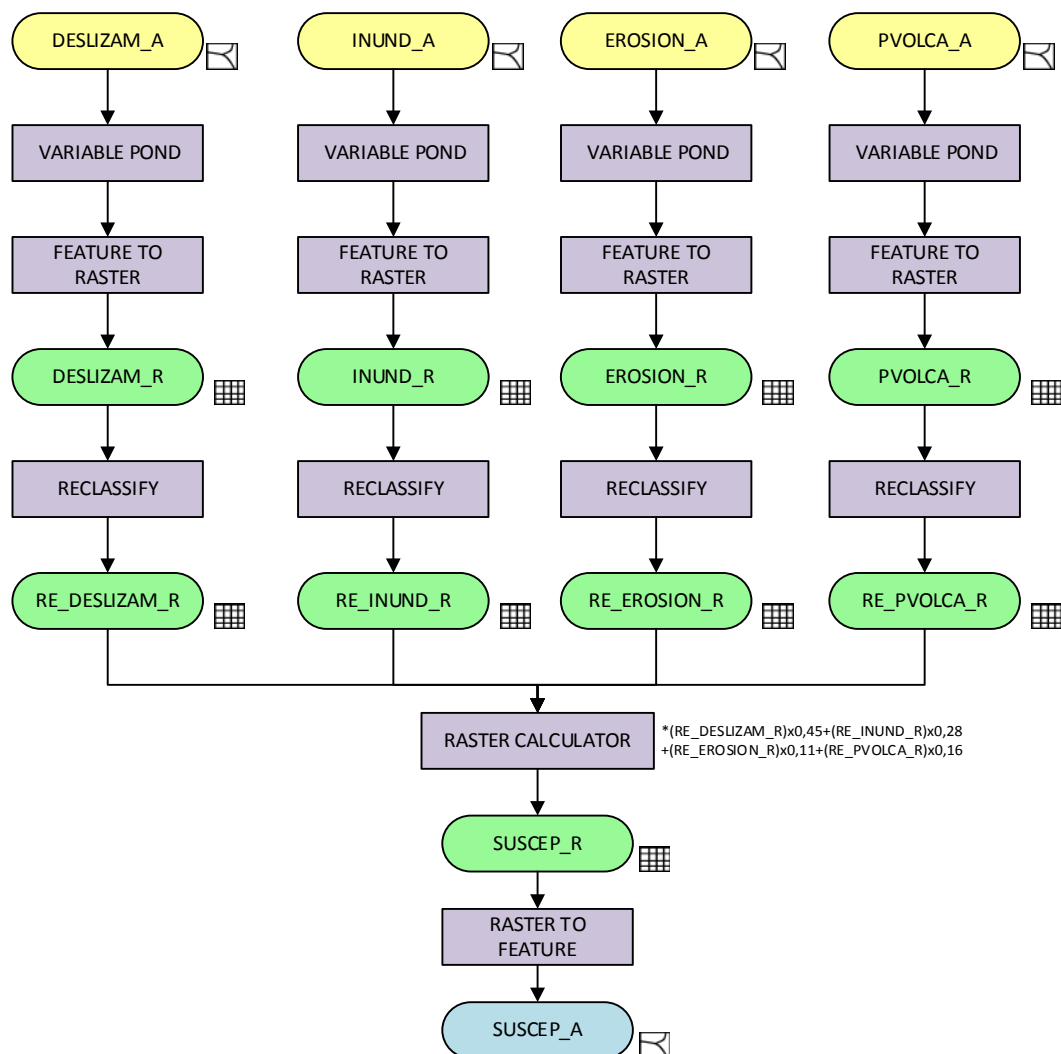 DESLIZAM_A
INUND_A
EROSION_A
PVOLCA_A
VARIABLE POND
VARIABLE POND
VARIABLE POND
VARIABLE POND
FEATURE TO
RASTER
FEATURE TO
RASTER
FEATURE TO
RASTER
FEATURE TO
RASTER
DESLIZAM_R
INUND_R
EROSION_R
PVOLCA_R
RECLASSIFY
RECLASSIFY
RECLASSIFY
RECLASSIFY
RE_DESLIZAM_R
RE_INUND_R
RE_EROSION_R
RE_PVOLCA_R
RASTER CALCULATOR
*(RE_DESLIZAM_R)x0,45+(RE_INUND_R)x0,28
+(RE_EROSION_R)x0,11+(RE_PVOLCA_R)x0,16
SUSCEP_R
RASTER TO
FEATURE
SUSCEP_A